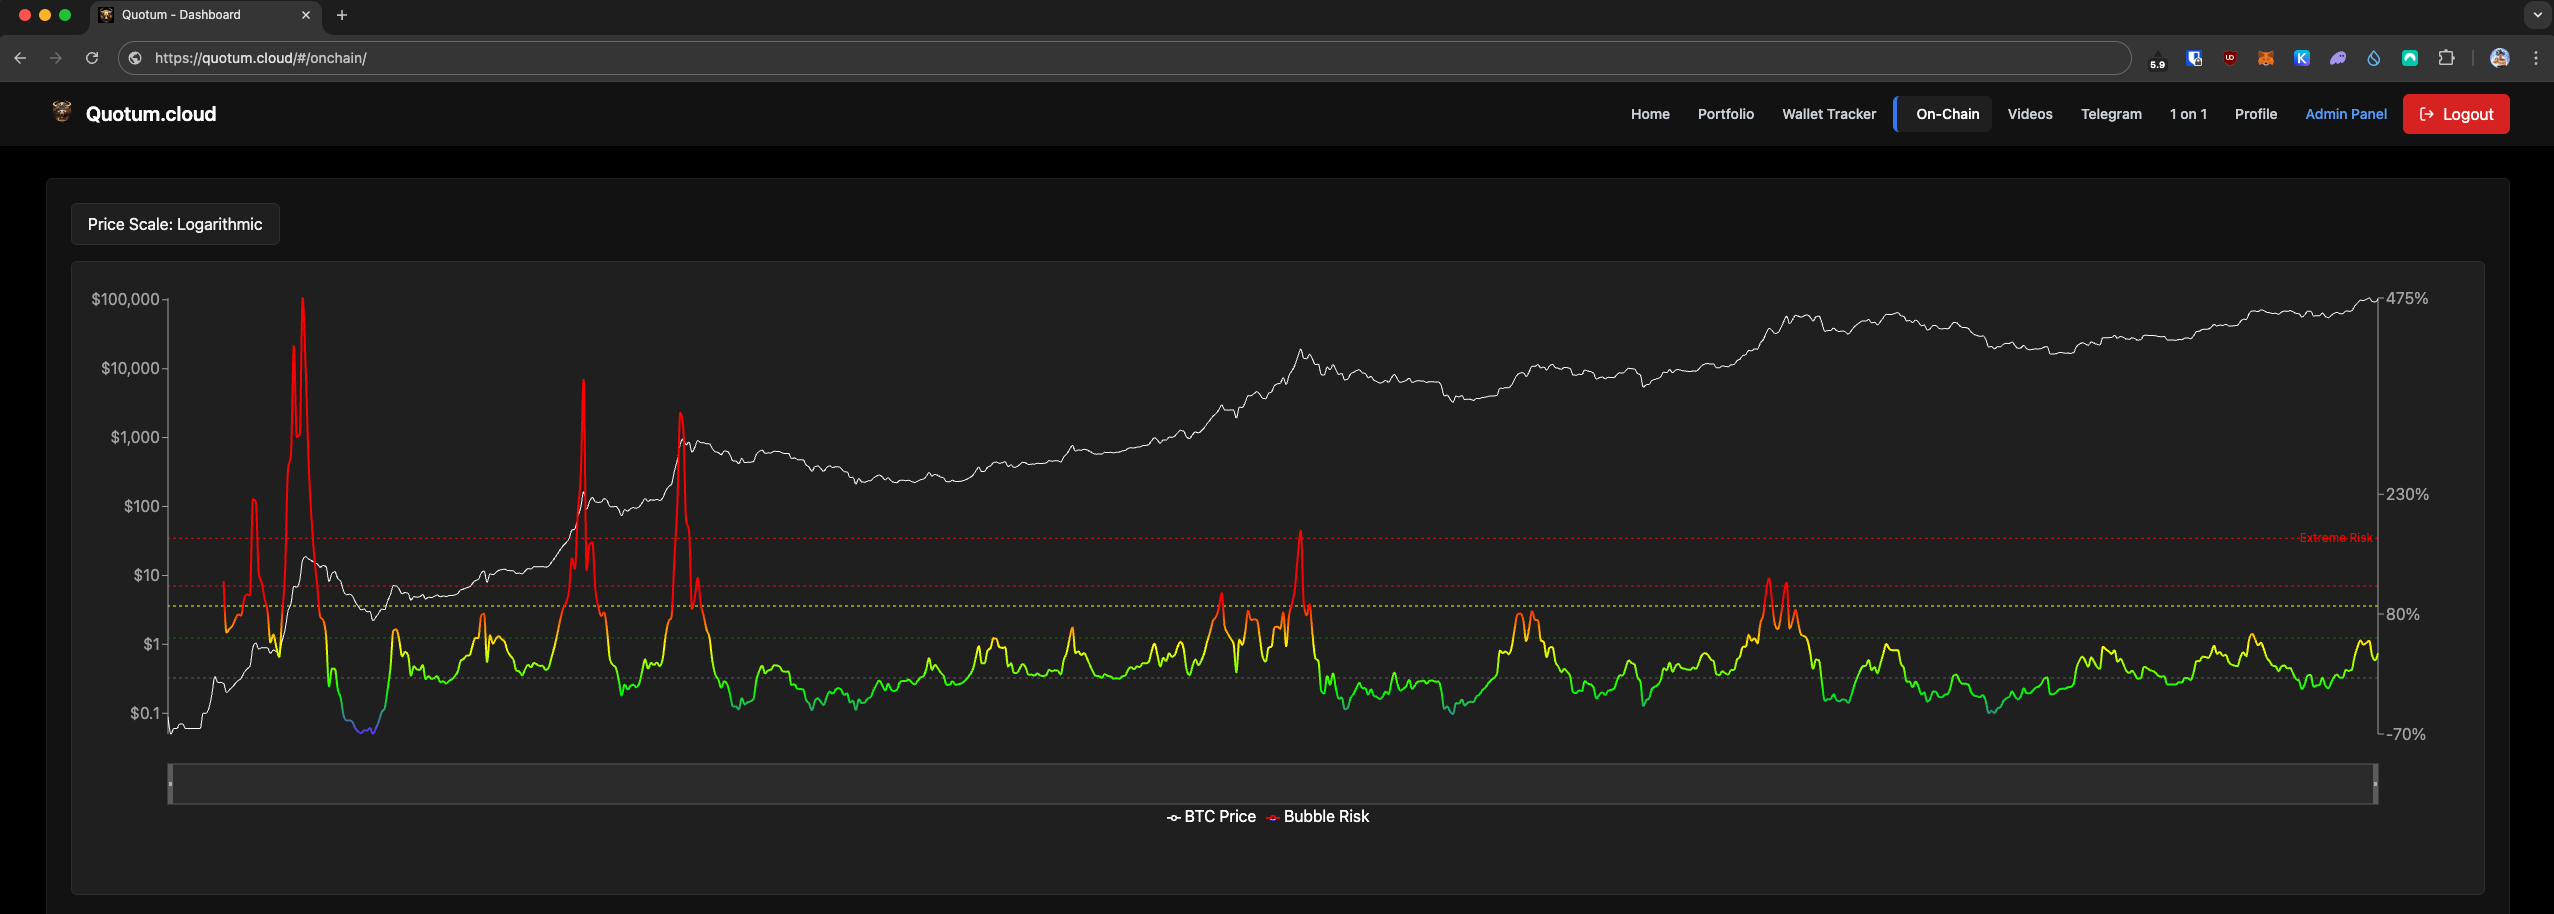 Quotum - Dashboard
https://quotum.cloud/#/onchain/
5.9
Quotum.cloud
Home
Portfolio
Wallet Tracker
On-Chain
Videos
Telegram
1 on 1
Profile
Admin Panel
Logout
Price Scale: Logarithmic
$100,000
$10,000
$1,000
$100
$10
$1
$0.1
475%
230%
80%
-70%
Extreme Risk
BTC Price
Bubble Risk